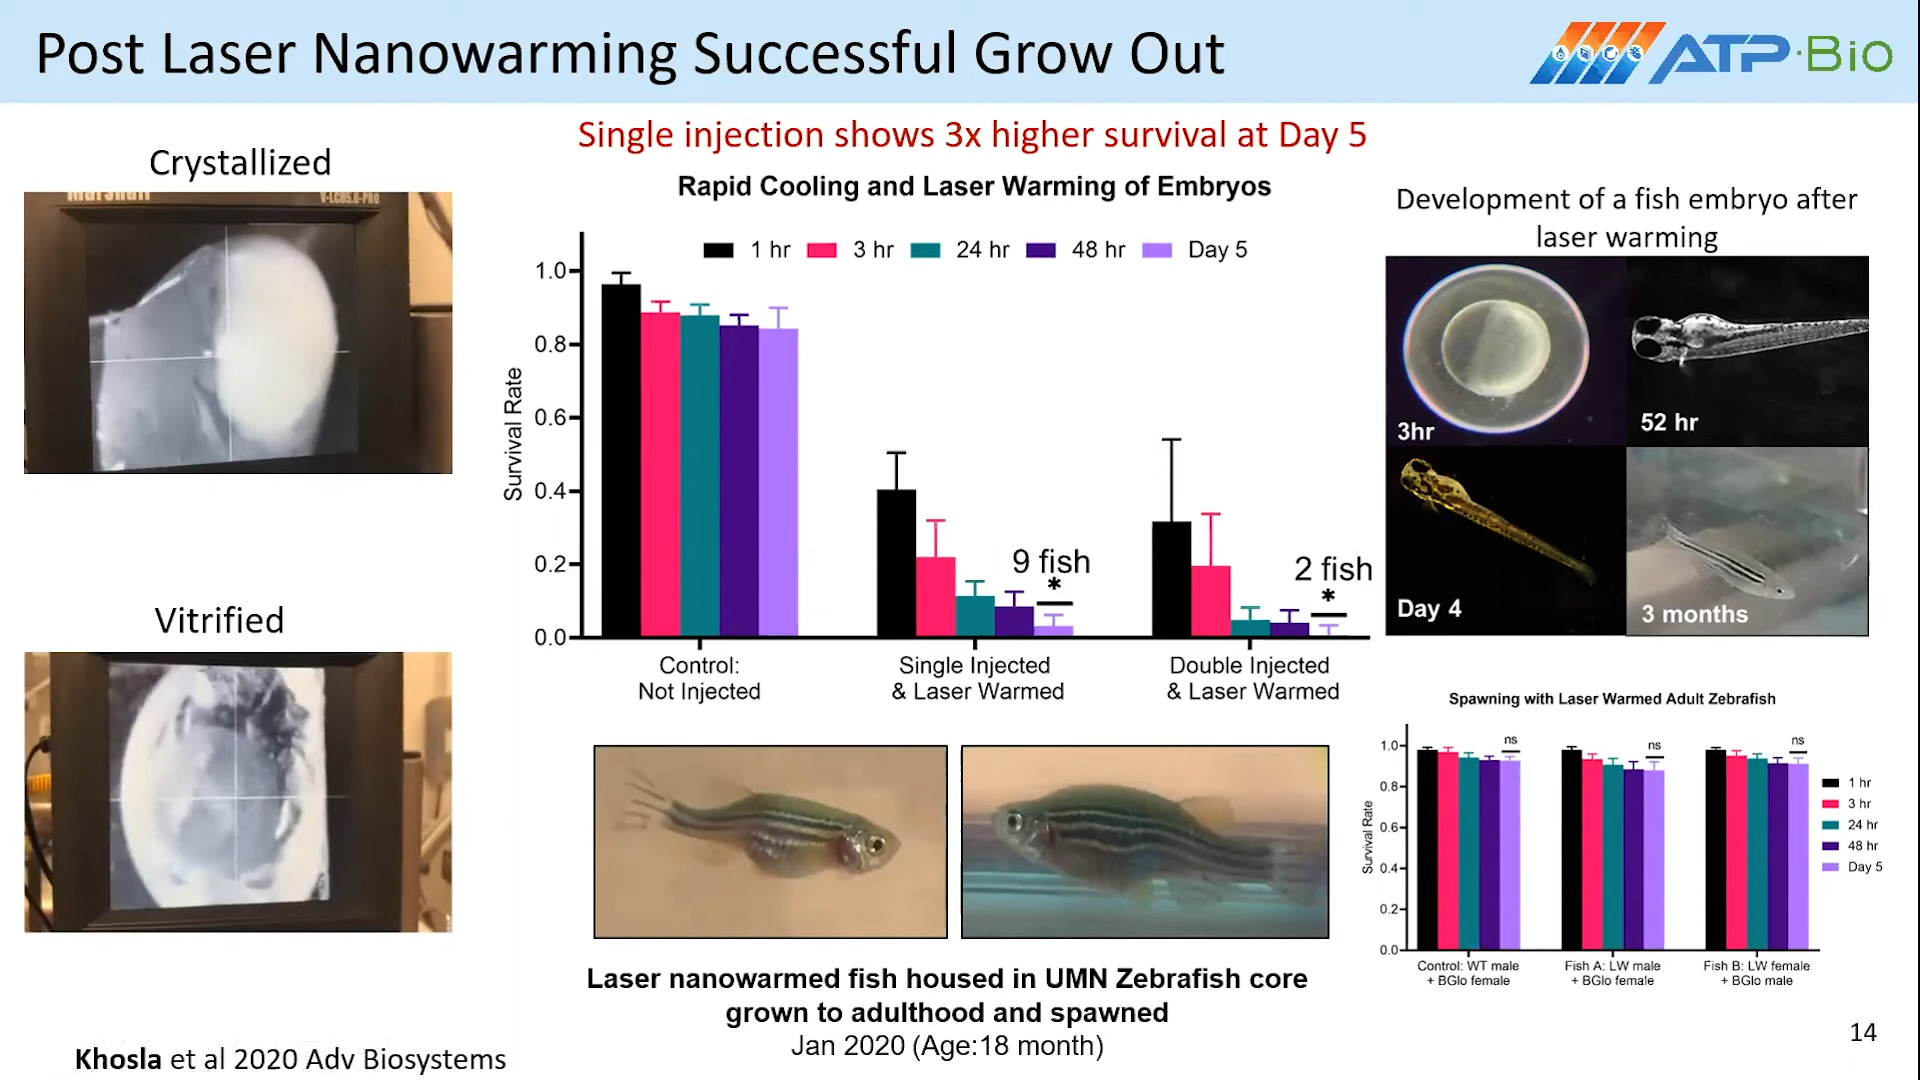 Post Laser Nanowarming Successful Grow Out
ATP·Bio
Single injection shows 3x higher survival at Day 5
Crystallized
Marshall
V-LCD5.6-PRO
Vitrified
Rapid Cooling and Laser Warming of Embryos
1 hr
3 hr
24 hr
48 hr
Day 5
Survival Rate
1.0
0.8
0.6
0.4
0.2
0.0
9 fish
*
2 fish
*
Control:
Not Injected
Single Injected
& Laser Warmed
Double Injected
& Laser Warmed
Development of a fish embryo after
laser warming
3hr
52 hr
Day 4
3 months
Laser nanowarmed fish housed in UMN Zebrafish core
grown to adulthood and spawned
Jan 2020 (Age:18 month)
Spawning with Laser Warmed Adult Zebrafish
Survival Rate
1.0
0.8
0.6
0.4
0.2
0.0
ns
ns
ns
1 hr
3 hr
24 hr
48 hr
Day 5
Control: WT male
+ BGlo female
Fish A: LW male
+ BGlo female
Fish B: LW female
+ BGlo male
Khosla et al 2020 Adv Biosystems
14